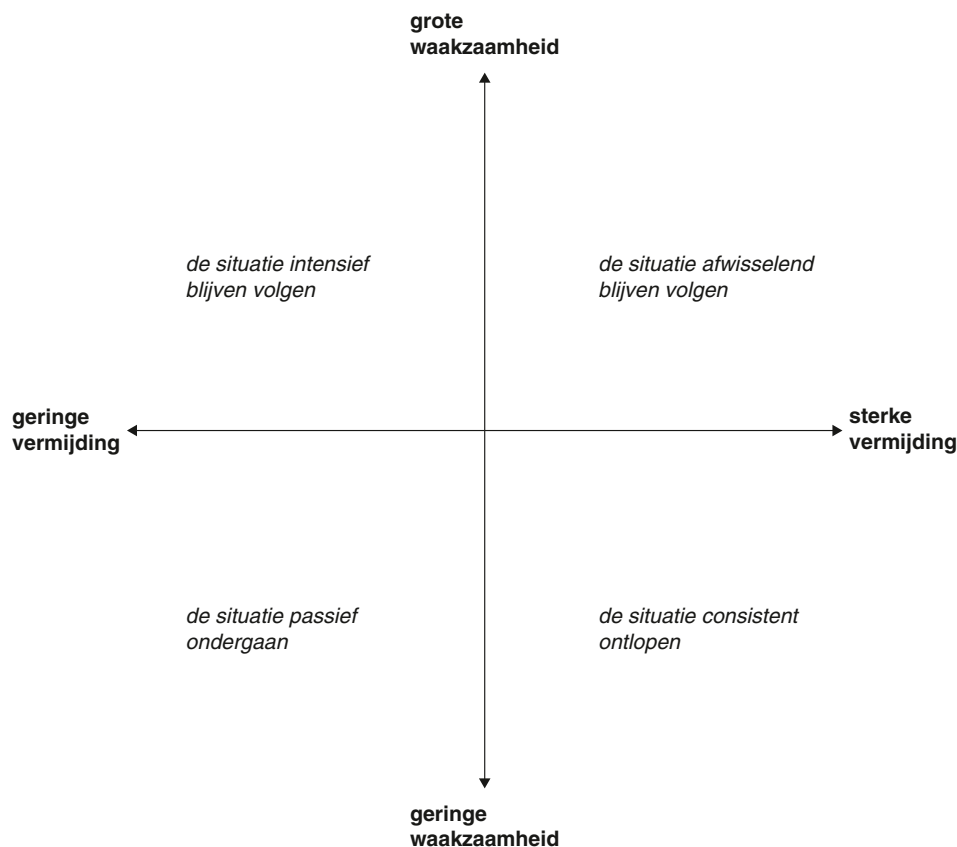 grote
waakzaamheid
de situatie intensief
blijven volgen
de situatie afwisselend
blijven volgen
geringe
vermijding
sterke
vermijding
de situatie passief
ondergaan
de situatie consistent
ontlopen
geringe
waakzaamheid